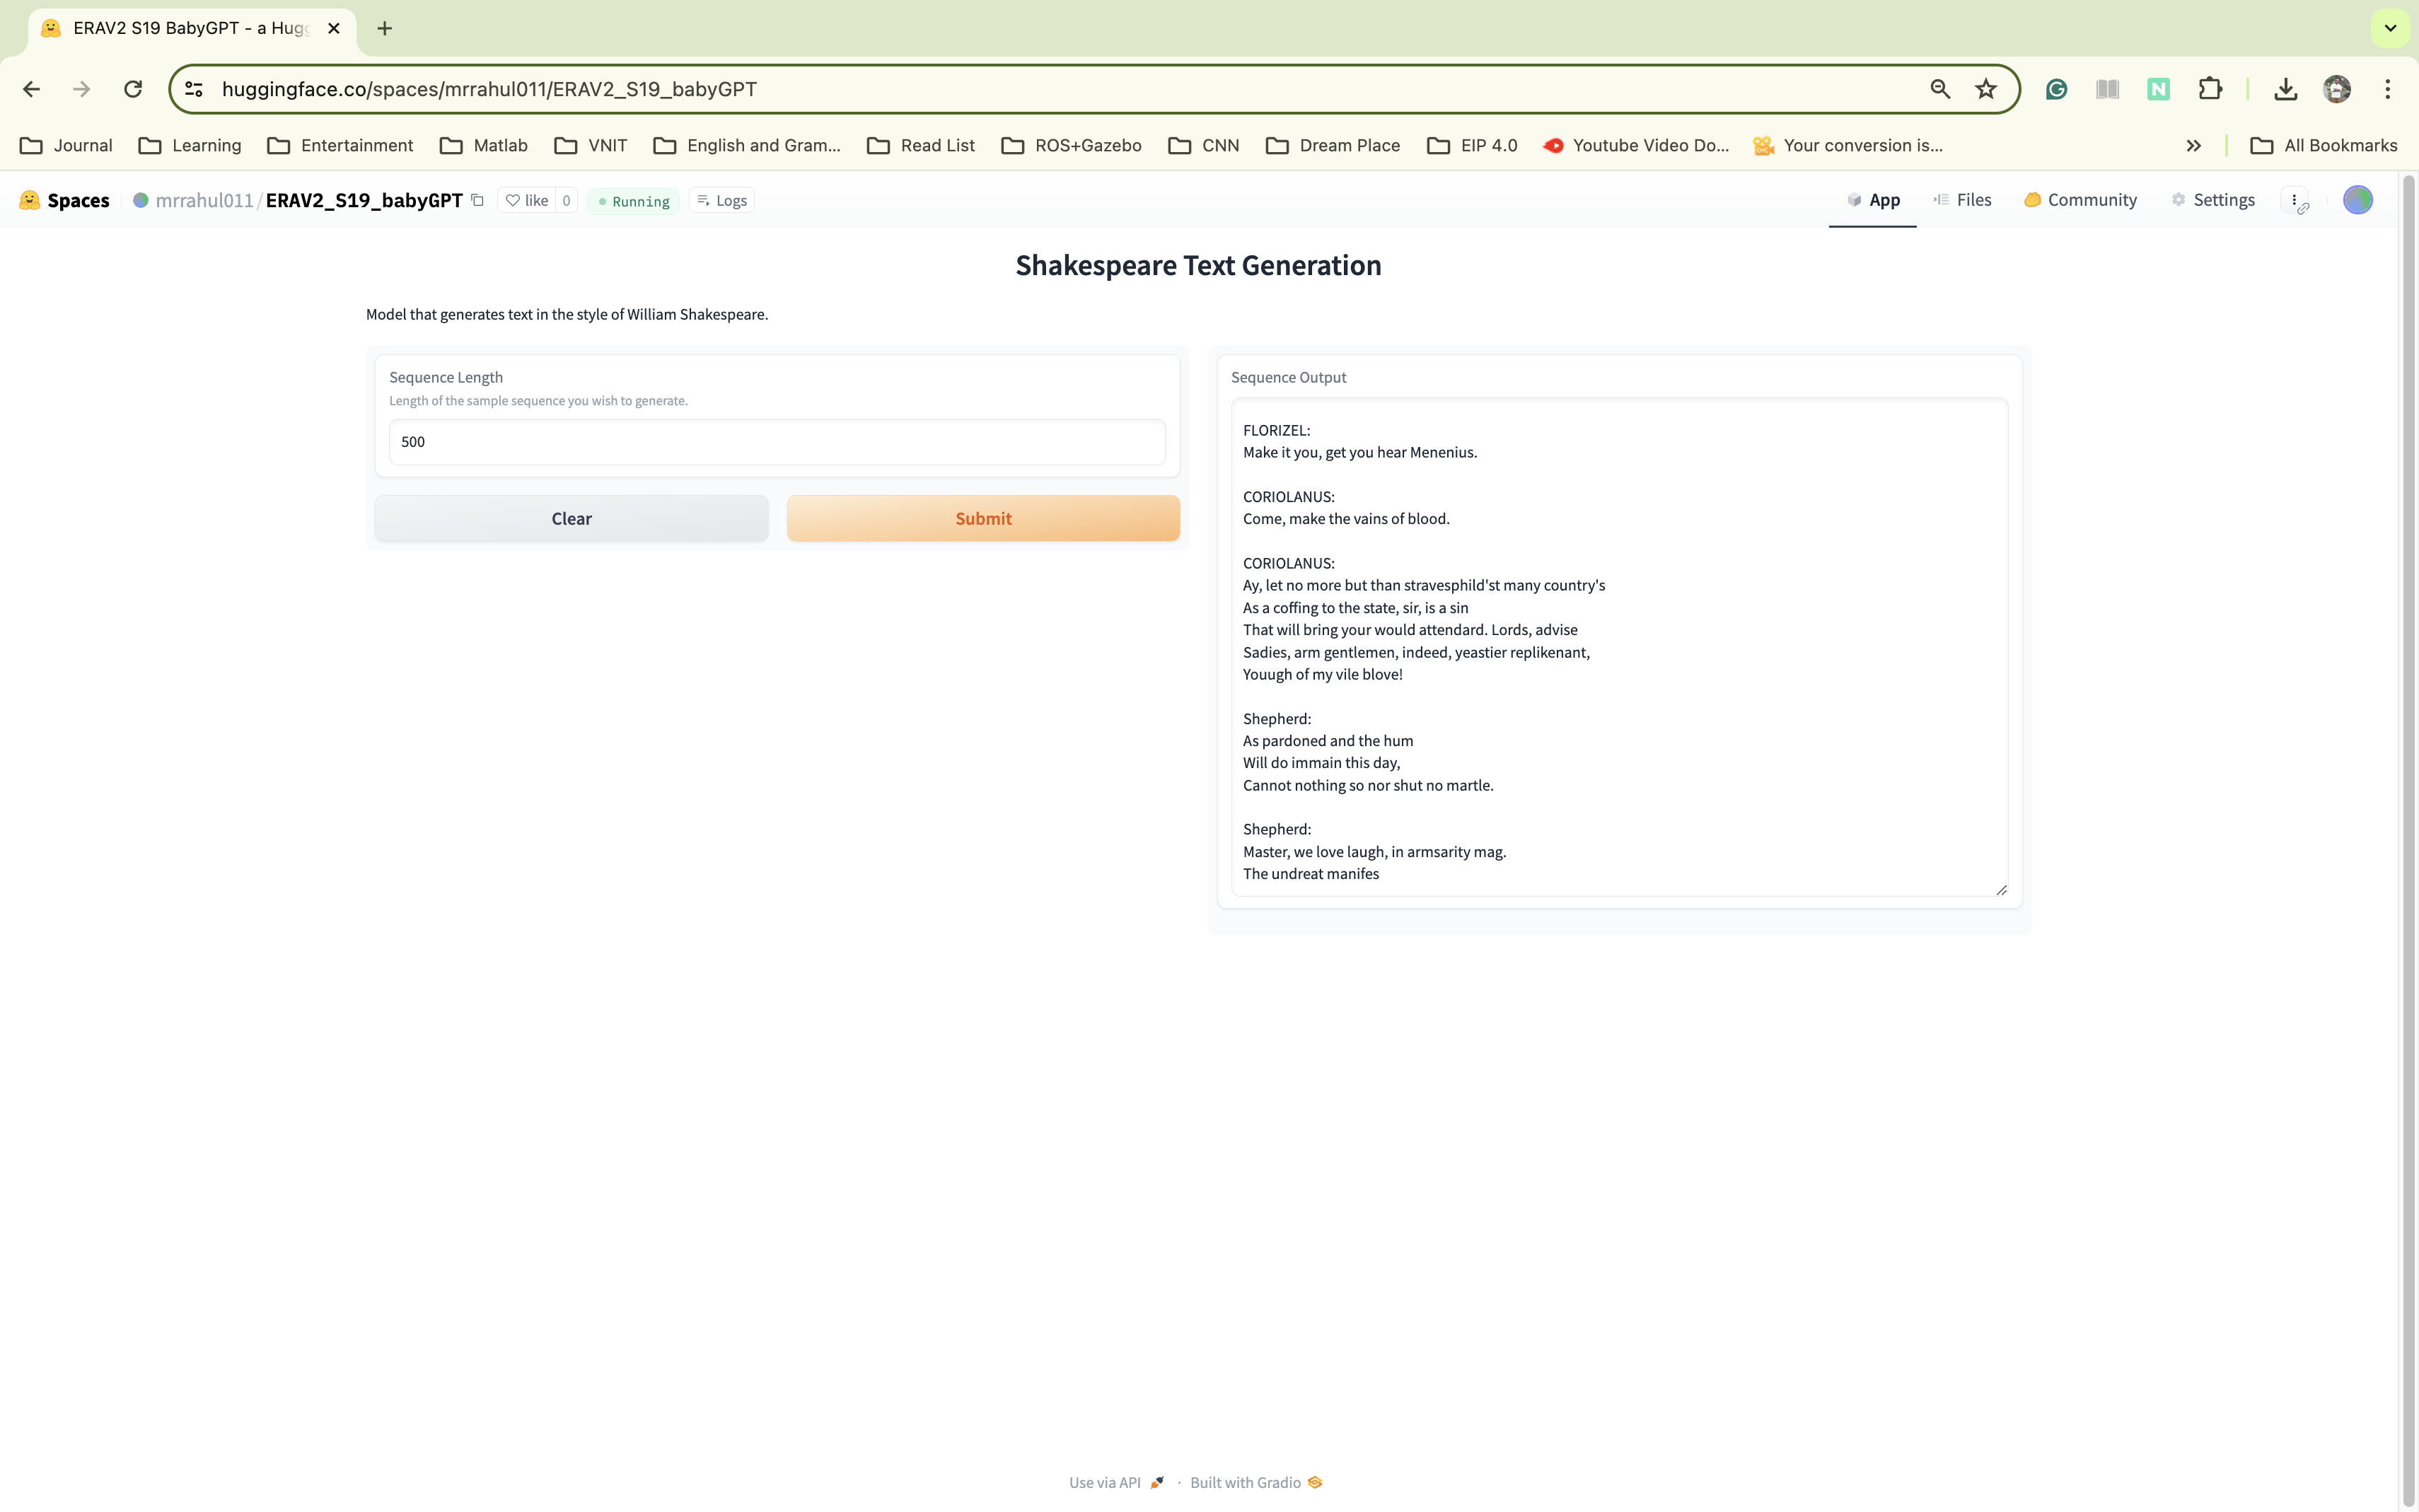 ERAV2 S19 BabyGPT - a Hugg
huggingface.co/spaces/mrrahul011/ERAV2_S19_babyGPT
Journal Learning Entertainment Matlab VNIT English and Gram... Read List ROS+Gazebo CNN Dream Place EIP 4.0 Youtube Video Do... Your conversion is... All Bookmarks
Spaces mrrahul011/ERAV2_S19_babyGPT like 0 Running Logs App Files Community Settings
Shakespeare Text Generation
Model that generates text in the style of William Shakespeare.
Sequence Length
Length of the sample sequence you wish to generate.
500
Clear Submit
Sequence Output
FLORIZEL:
Make it you, get you hear Menenius.
CORIOLANUS:
Come, make the vains of blood.
CORIOLANUS:
Ay, let no more but than stravesphild'st many country's
As a coffing to the state, sir, is a sin
That will bring your would attendard. Lords, advise
Sadies, arm gentlemen, indeed, yeastier replikenant,
Youugh of my vile blove!
Shepherd:
As pardoned and the hum
Will do immain this day,
Cannot nothing so nor shut no martle.
Shepherd:
Master, we love laugh, in armsarity mag.
The undreat manifes
Use via API · Built with Gradio